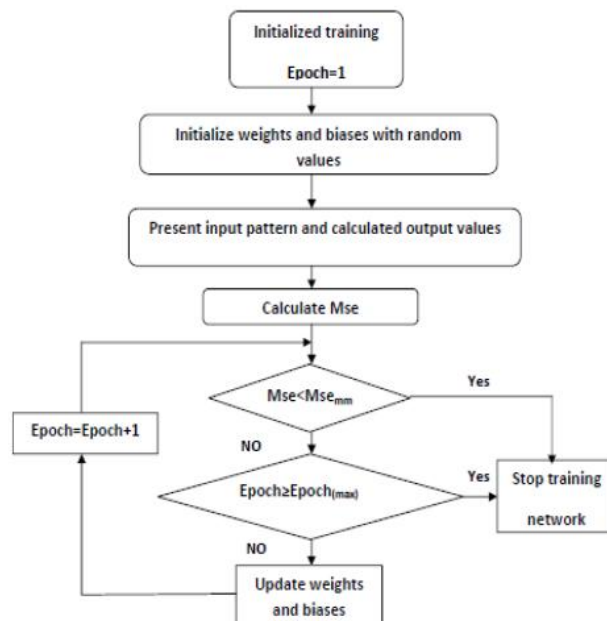 Initialized training
Epoch=1
Initialize weights and biases with random
values
Present input pattern and calculated output values
Calculate Mse
Mse<Msemm
Yes
Epoch=Epoch+1
NO
Epoch≥Epoch(max)
Yes
Stop training
network
NO
Update weights
and biases